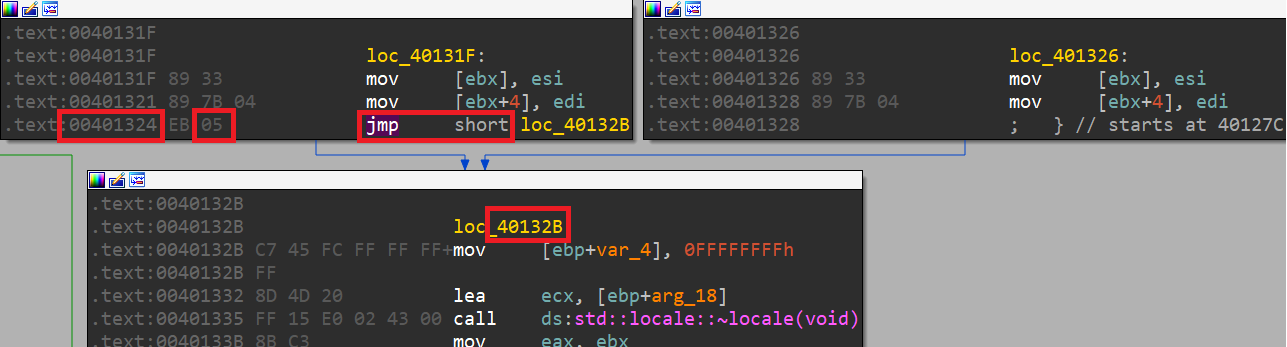 .text:0040131F
.text:0040131F loc_40131F:
.text:0040131F 89 33 mov [ebx], esi
.text:00401321 89 7B 04 mov [ebx+4], edi
.text:00401324 EB 05 jmp short loc_40132B
.text:00401326
.text:00401326 loc_401326:
.text:00401326 89 33 mov [ebx], esi
.text:00401328 89 7B 04 mov [ebx+4], edi
.text:00401328 ; } // starts at 40127C
.text:0040132B
.text:0040132B loc_40132B
.text:0040132B C7 45 FC FF FF FF+mov [ebp+var_4], 0FFFFFFFFh
.text:0040132B FF
.text:00401332 8D 4D 20 lea ecx, [ebp+arg_18]
.text:00401335 FF 15 E0 02 43 00 call ds:std::locale::~locale(void)
.text:0040133B 8B C3 mov eax, ebx